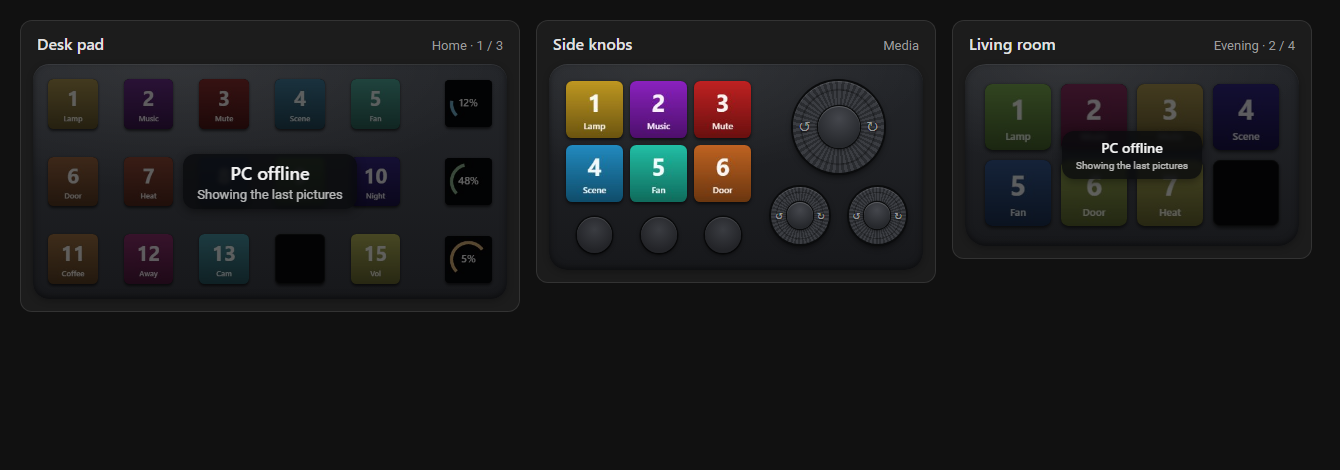 Desk pad
Home · 1 / 3
1
Lamp
2
Music
3
Mute
4
Scene
5
Fan
12%
6
Door
7
Heat
PC offline
Showing the last pictures
10
Night
48%
11
Coffee
12
Away
13
Cam
15
Vol
5%
Side knobs
Media
1
Lamp
2
Music
3
Mute
4
Scene
5
Fan
6
Door
↺
↻
↺
↻
↺
↻
Living room
Evening · 2 / 4
1
Lamp
2
3
4
Scene
PC offline
Showing the last pictures
5
Fan
6
Door
7
Heat